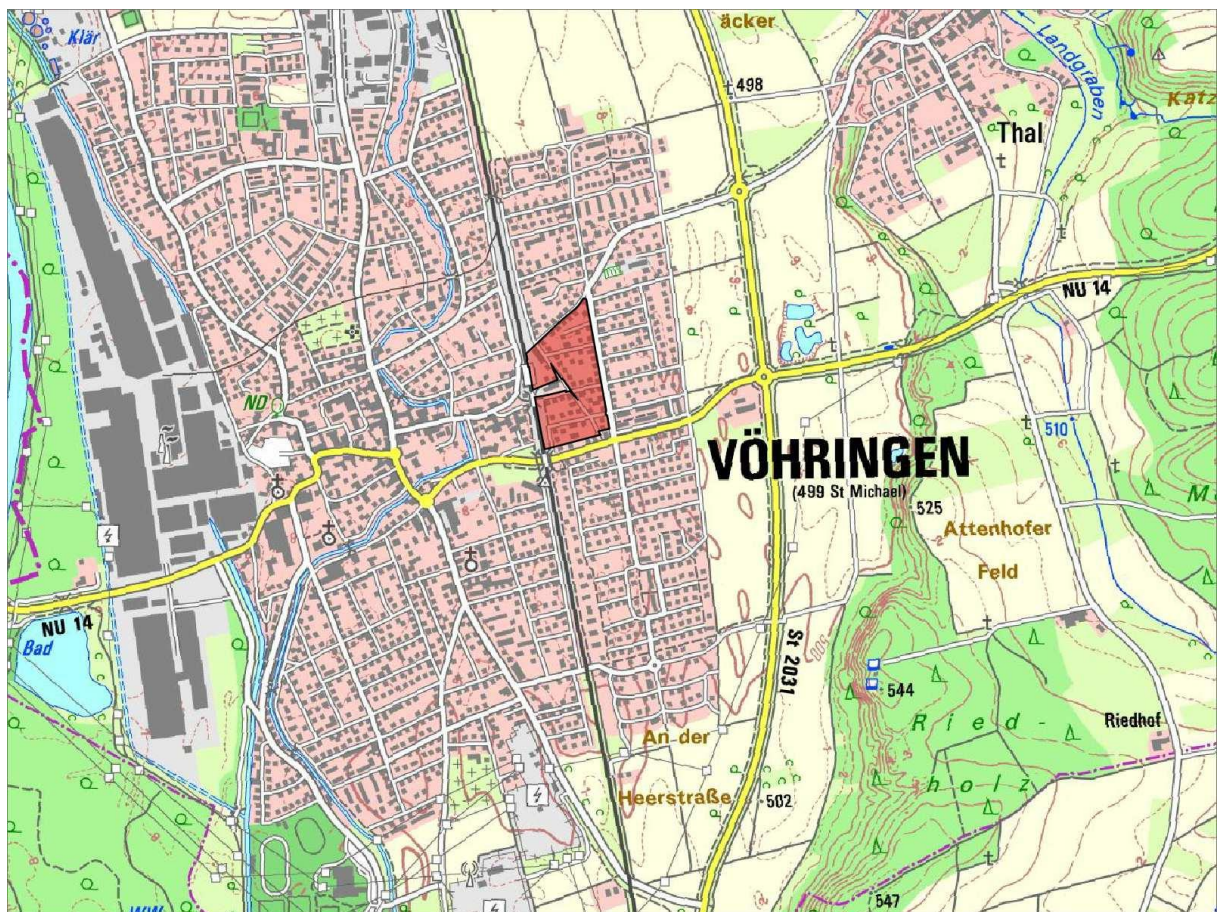 Klär
äcker
498
Landgraben
Katz
Thal
NU 14
ND
VÖHRINGEN
(499 St Michael)
510
525
Attenhofer
Feld
NU 14
Bad
St 2031
544
Ried-
Riedhof
An der
Heerstraße
holz
502
547
WW